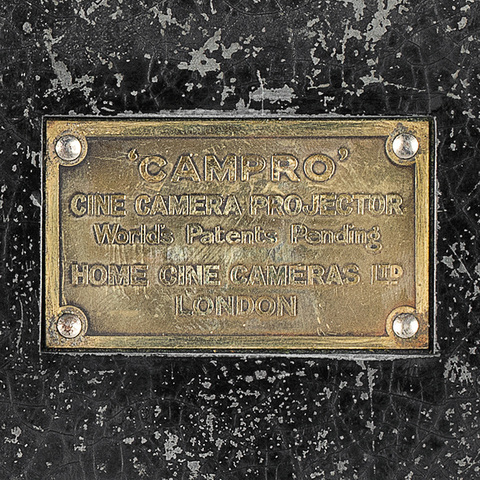 'CAMPRO'
CINE CAMERA PROJECTOR
World's Patents Pending
HOME CINE CAMERAS LTD
LONDON